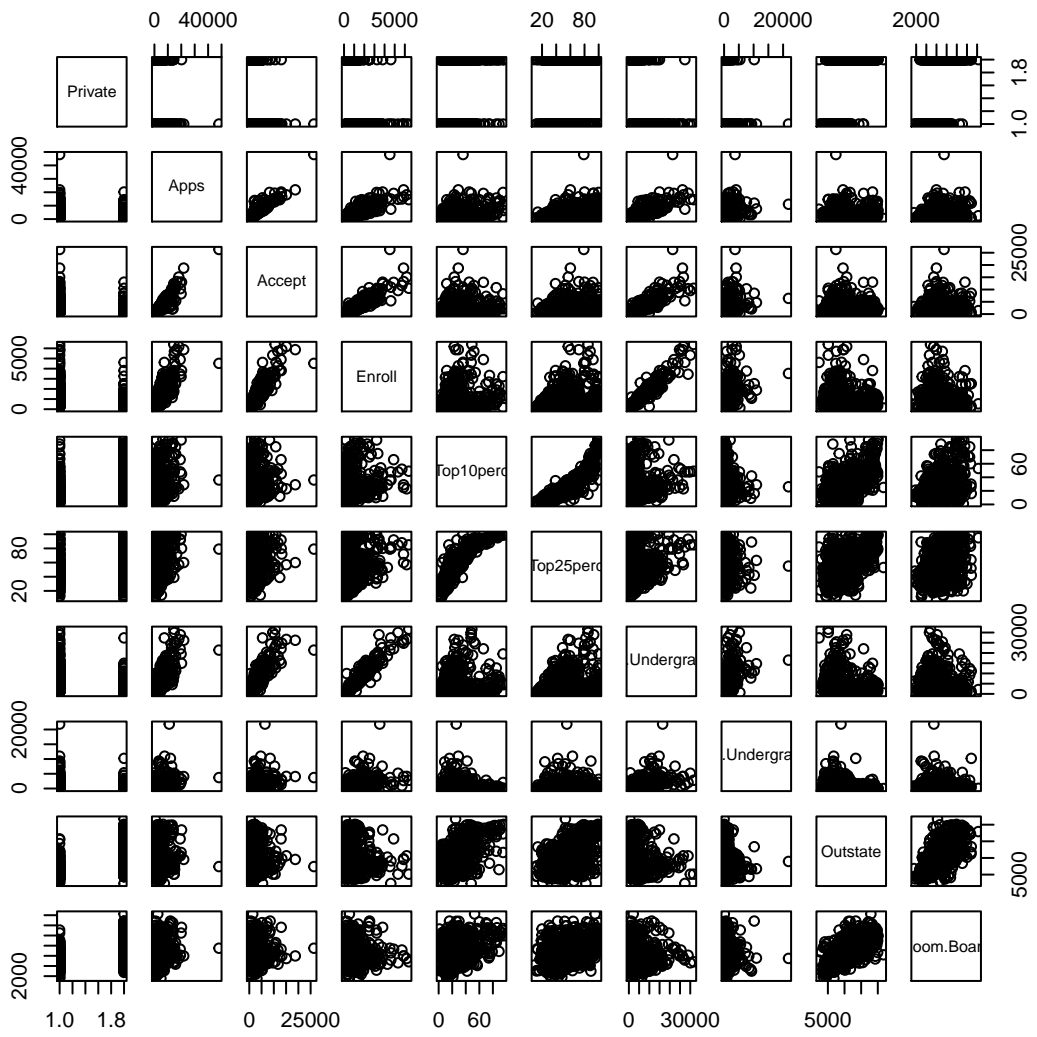 0 40000 0 5000 20 80 0 20000 2000
Private 1.0 1.8
0 40000 Apps
Accept 0 25000
0 5000 Enroll
Top10perc 0 60
20 80 Top25perc
.Undergra 0 30000
0 20000 .Undergra
Outstate 5000
2000 oom.Boar
1.0 1.8 0 25000 0 60 0 30000 5000